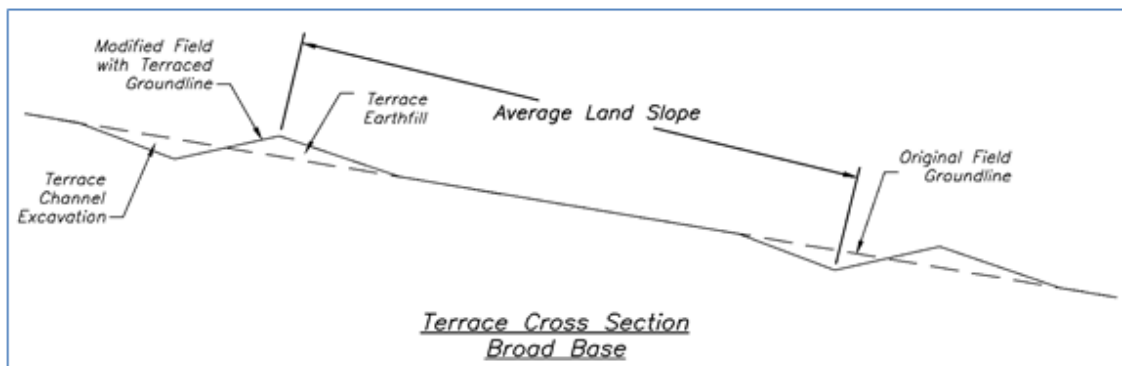 Modified Field
with Terraced
Groundline
Terrace
Earthfill
Average Land Slope
Original Field
Groundline
Terrace
Channel
Excavation
Terrace Cross Section
Broad Base